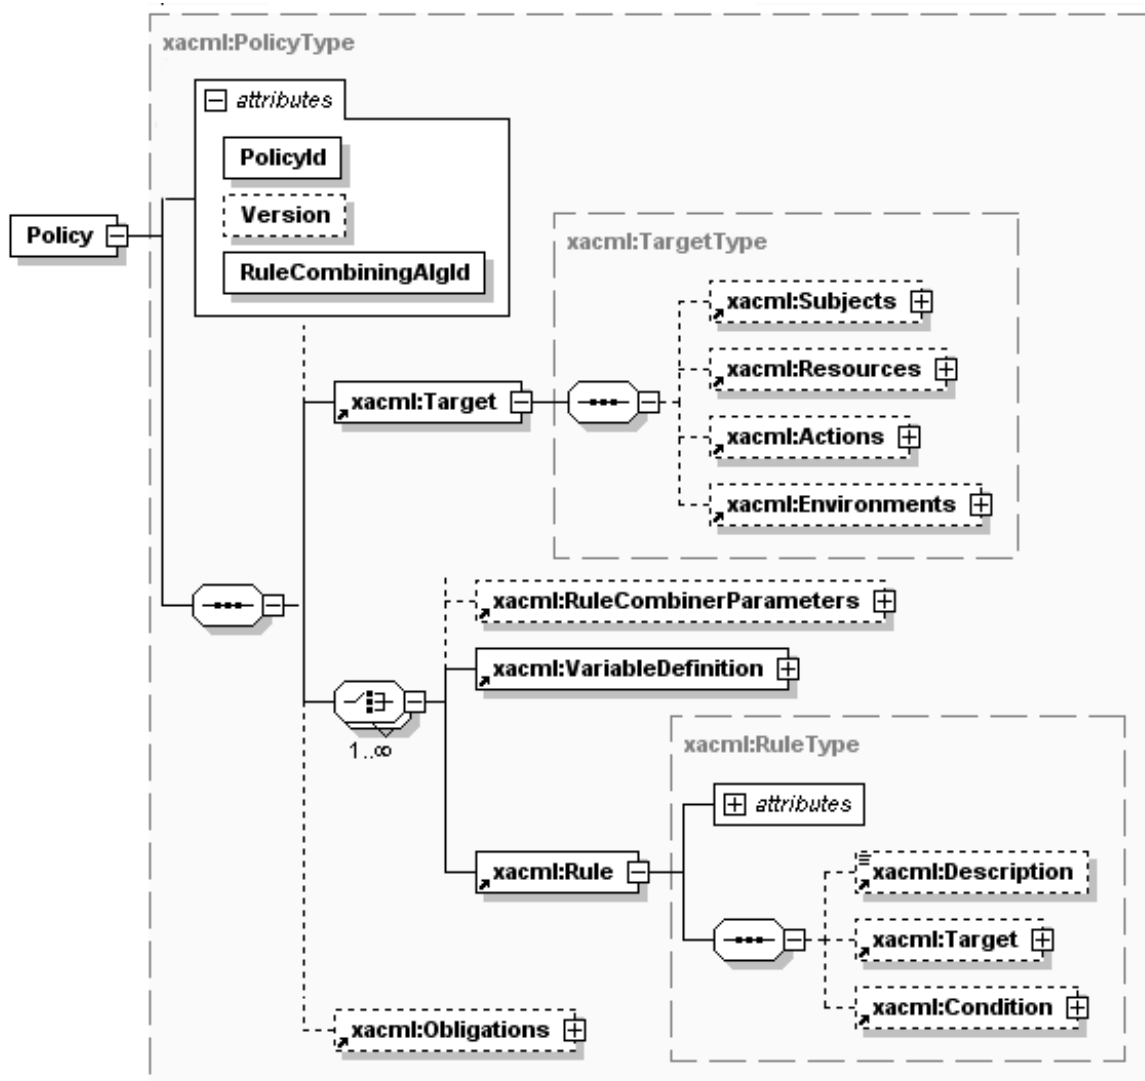 xacml:PolicyType
attributes
PolicyId
Version
RuleCombiningAlgId
Policy
xacml:TargetType
xacml:Subjects
xacml:Resources
xacml:Target
xacml:Actions
xacml:Environments
xacml:RuleCombinerParameters
xacml:VariableDefinition
1..∞
xacml:RuleType
attributes
xacml:Rule
xacml:Description
xacml:Target
xacml:Condition
xacml:Obligations